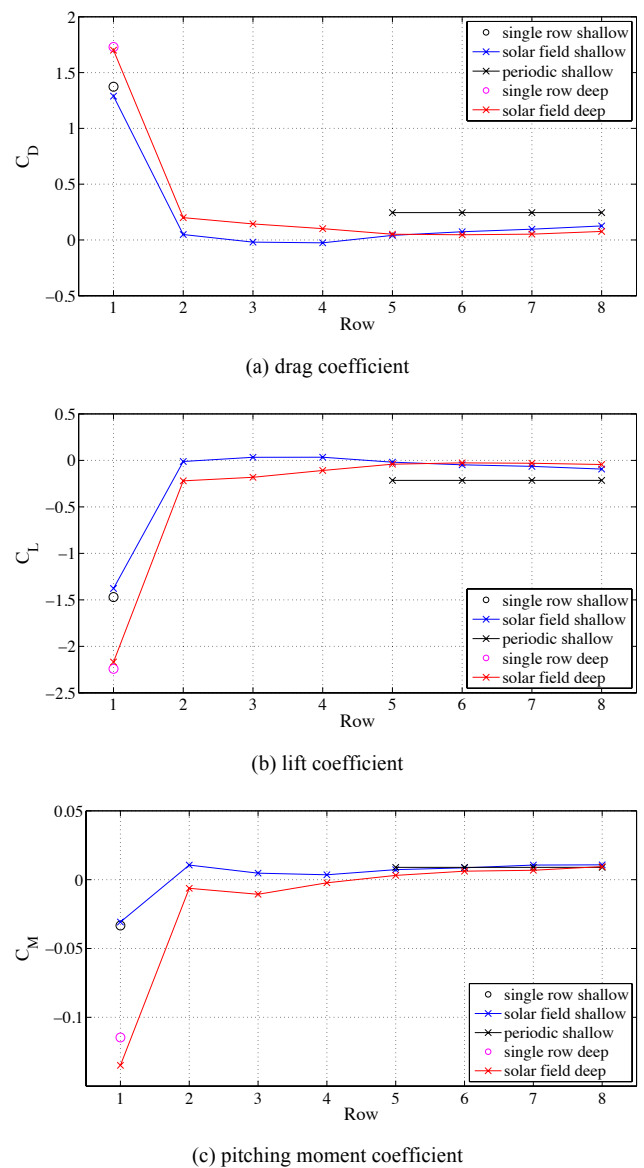 2
1.5
1
0.5
0
−0.5
C_D
1 2 3 4 5 6 7 8
Row
single row shallow
solar field shallow
periodic shallow
single row deep
solar field deep
(a) drag coefficient
0.5
0
−0.5
−1
−1.5
−2
−2.5
C_L
single row shallow
solar field shallow
periodic shallow
single row deep
solar field deep
1 2 3 4 5 6 7 8
Row
(b) lift coefficient
0.05
0
−0.05
−0.1
C_M
single row shallow
solar field shallow
periodic shallow
single row deep
solar field deep
1 2 3 4 5 6 7 8
Row
(c) pitching moment coefficient